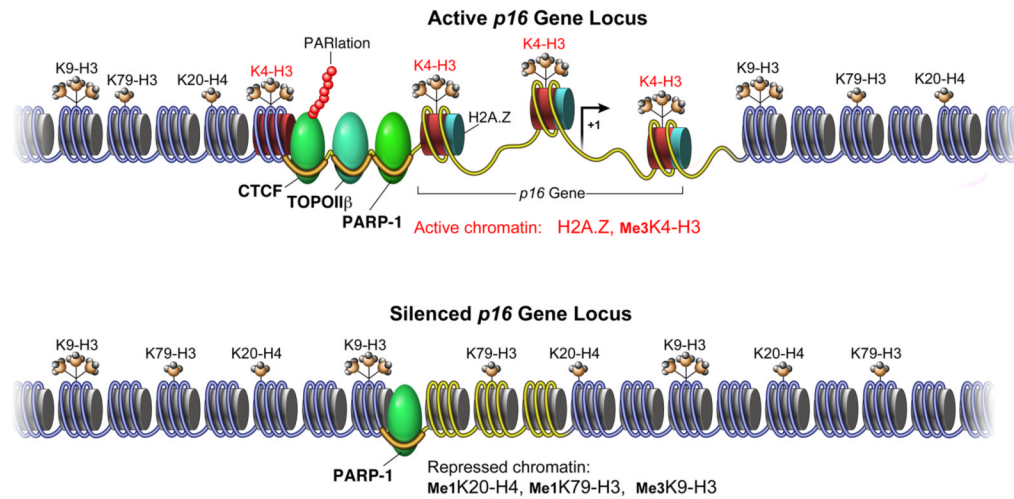 Active p16 Gene Locus
PARlation
K9-H3
K79-H3
K20-H4
K4-H3
K4-H3
K4-H3
K4-H3
K9-H3
K79-H3
K20-H4
H2A.Z
+1
CTCF
TOPOIIβ
PARP-1
p16 Gene
Active chromatin: H2A.Z, Me3K4-H3
Silenced p16 Gene Locus
K9-H3
K79-H3
K20-H4
K9-H3
K79-H3
K20-H4
K9-H3
K20-H4
K79-H3
PARP-1
Repressed chromatin:
Me1K20-H4, Me1K79-H3, Me3K9-H3